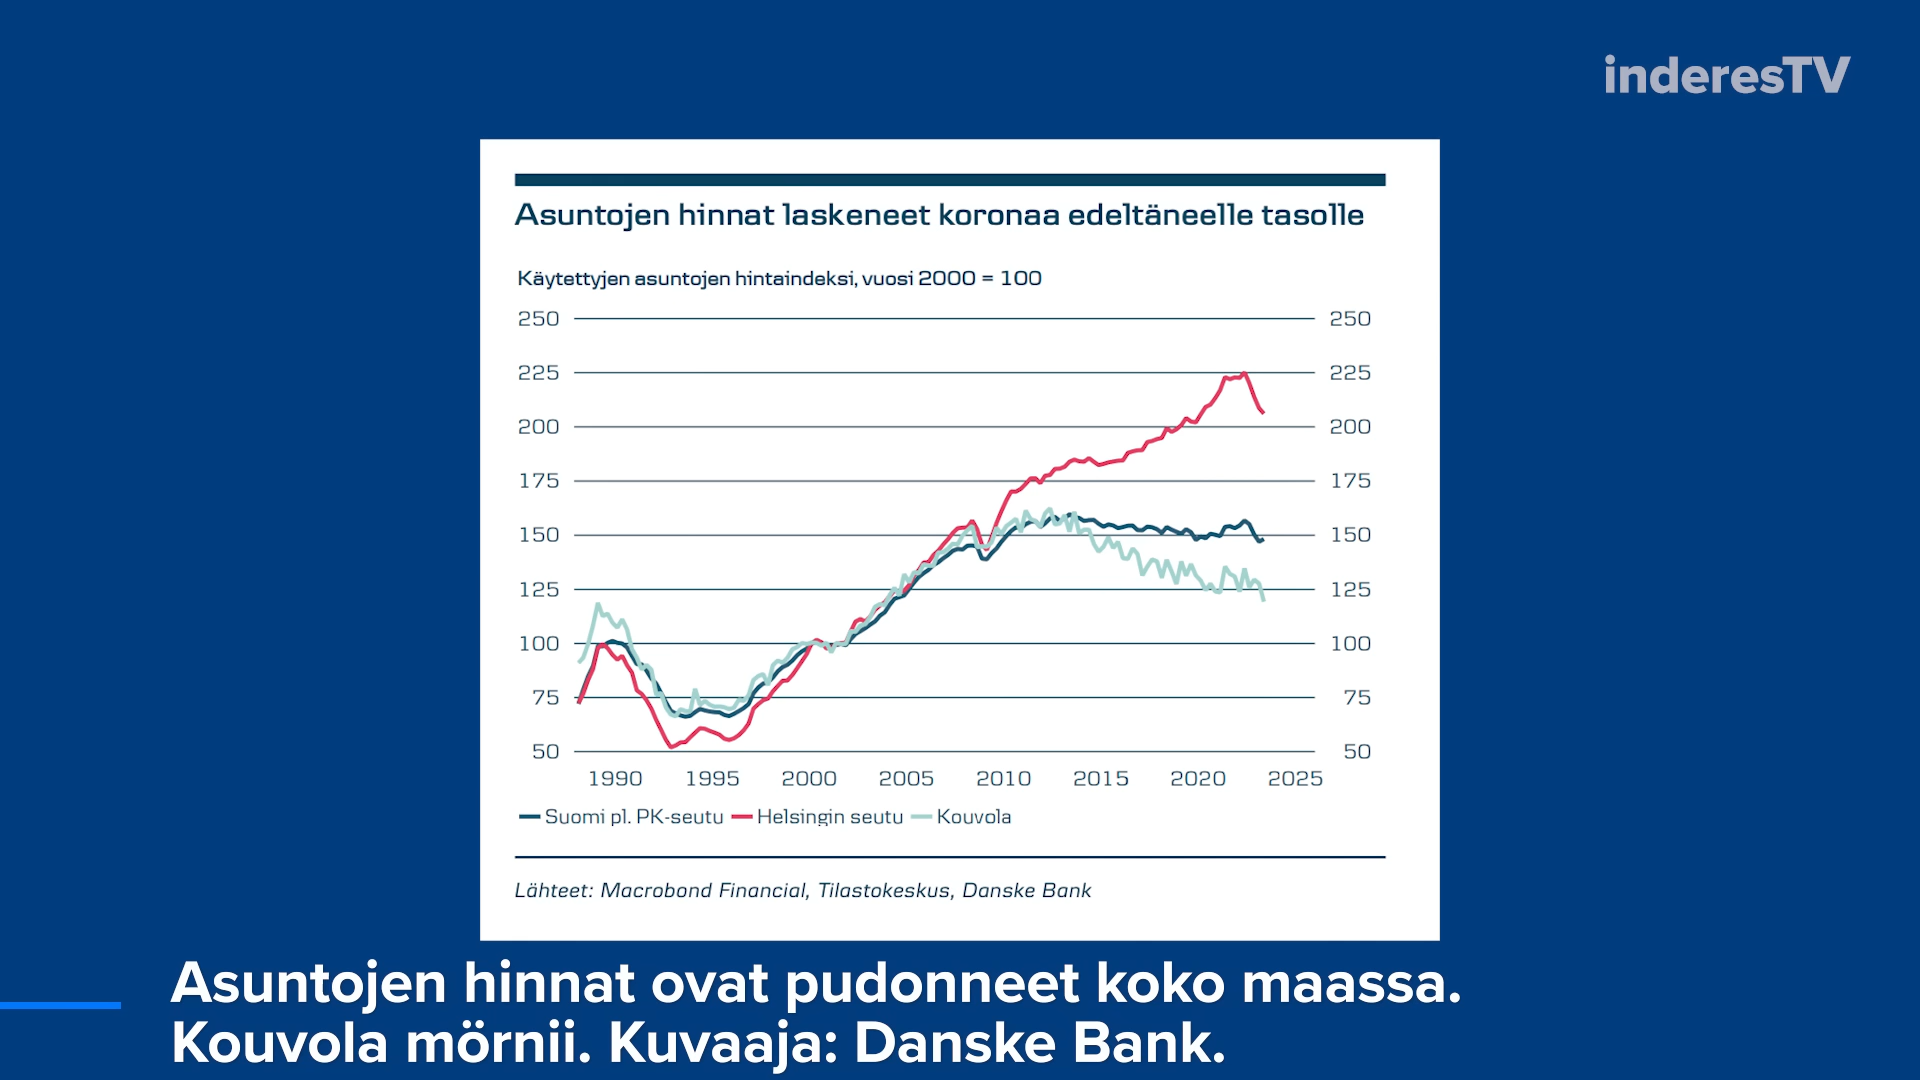 inderesTV
Asuntojen hinnat laskeneet koronaa edeltäneelle tasolle
Käytettyjen asuntojen hintaindeksi, vuosi 2000 = 100
250 250
225 225
200 200
175 175
150 150
125 125
100 100
75 75
50 50
1990 1995 2000 2005 2010 2015 2020 2025
Suomi pl. PK-seutu Helsingin seutu Kouvola
Lähteet: Macrobond Financial, Tilastokeskus, Danske Bank
Asuntojen hinnat ovat pudonneet koko maassa.
Kouvola mörnii. Kuvaaja: Danske Bank.